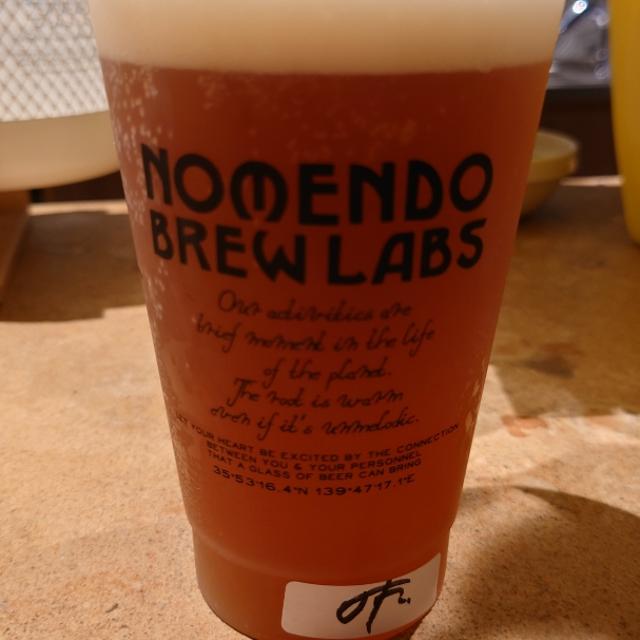 NOMENDO
BREW LABS
Our activities are
brief moment in the life
of the planet.
The rod is warm
even if it's unmelodic.
LET YOUR HEART BE EXCITED BY THE CONNECTION
BETWEEN YOU & YOUR PERSONNEL
THAT A GLASS OF BEER CAN BRING
35°53'16.4"N 139°47'17.1"E